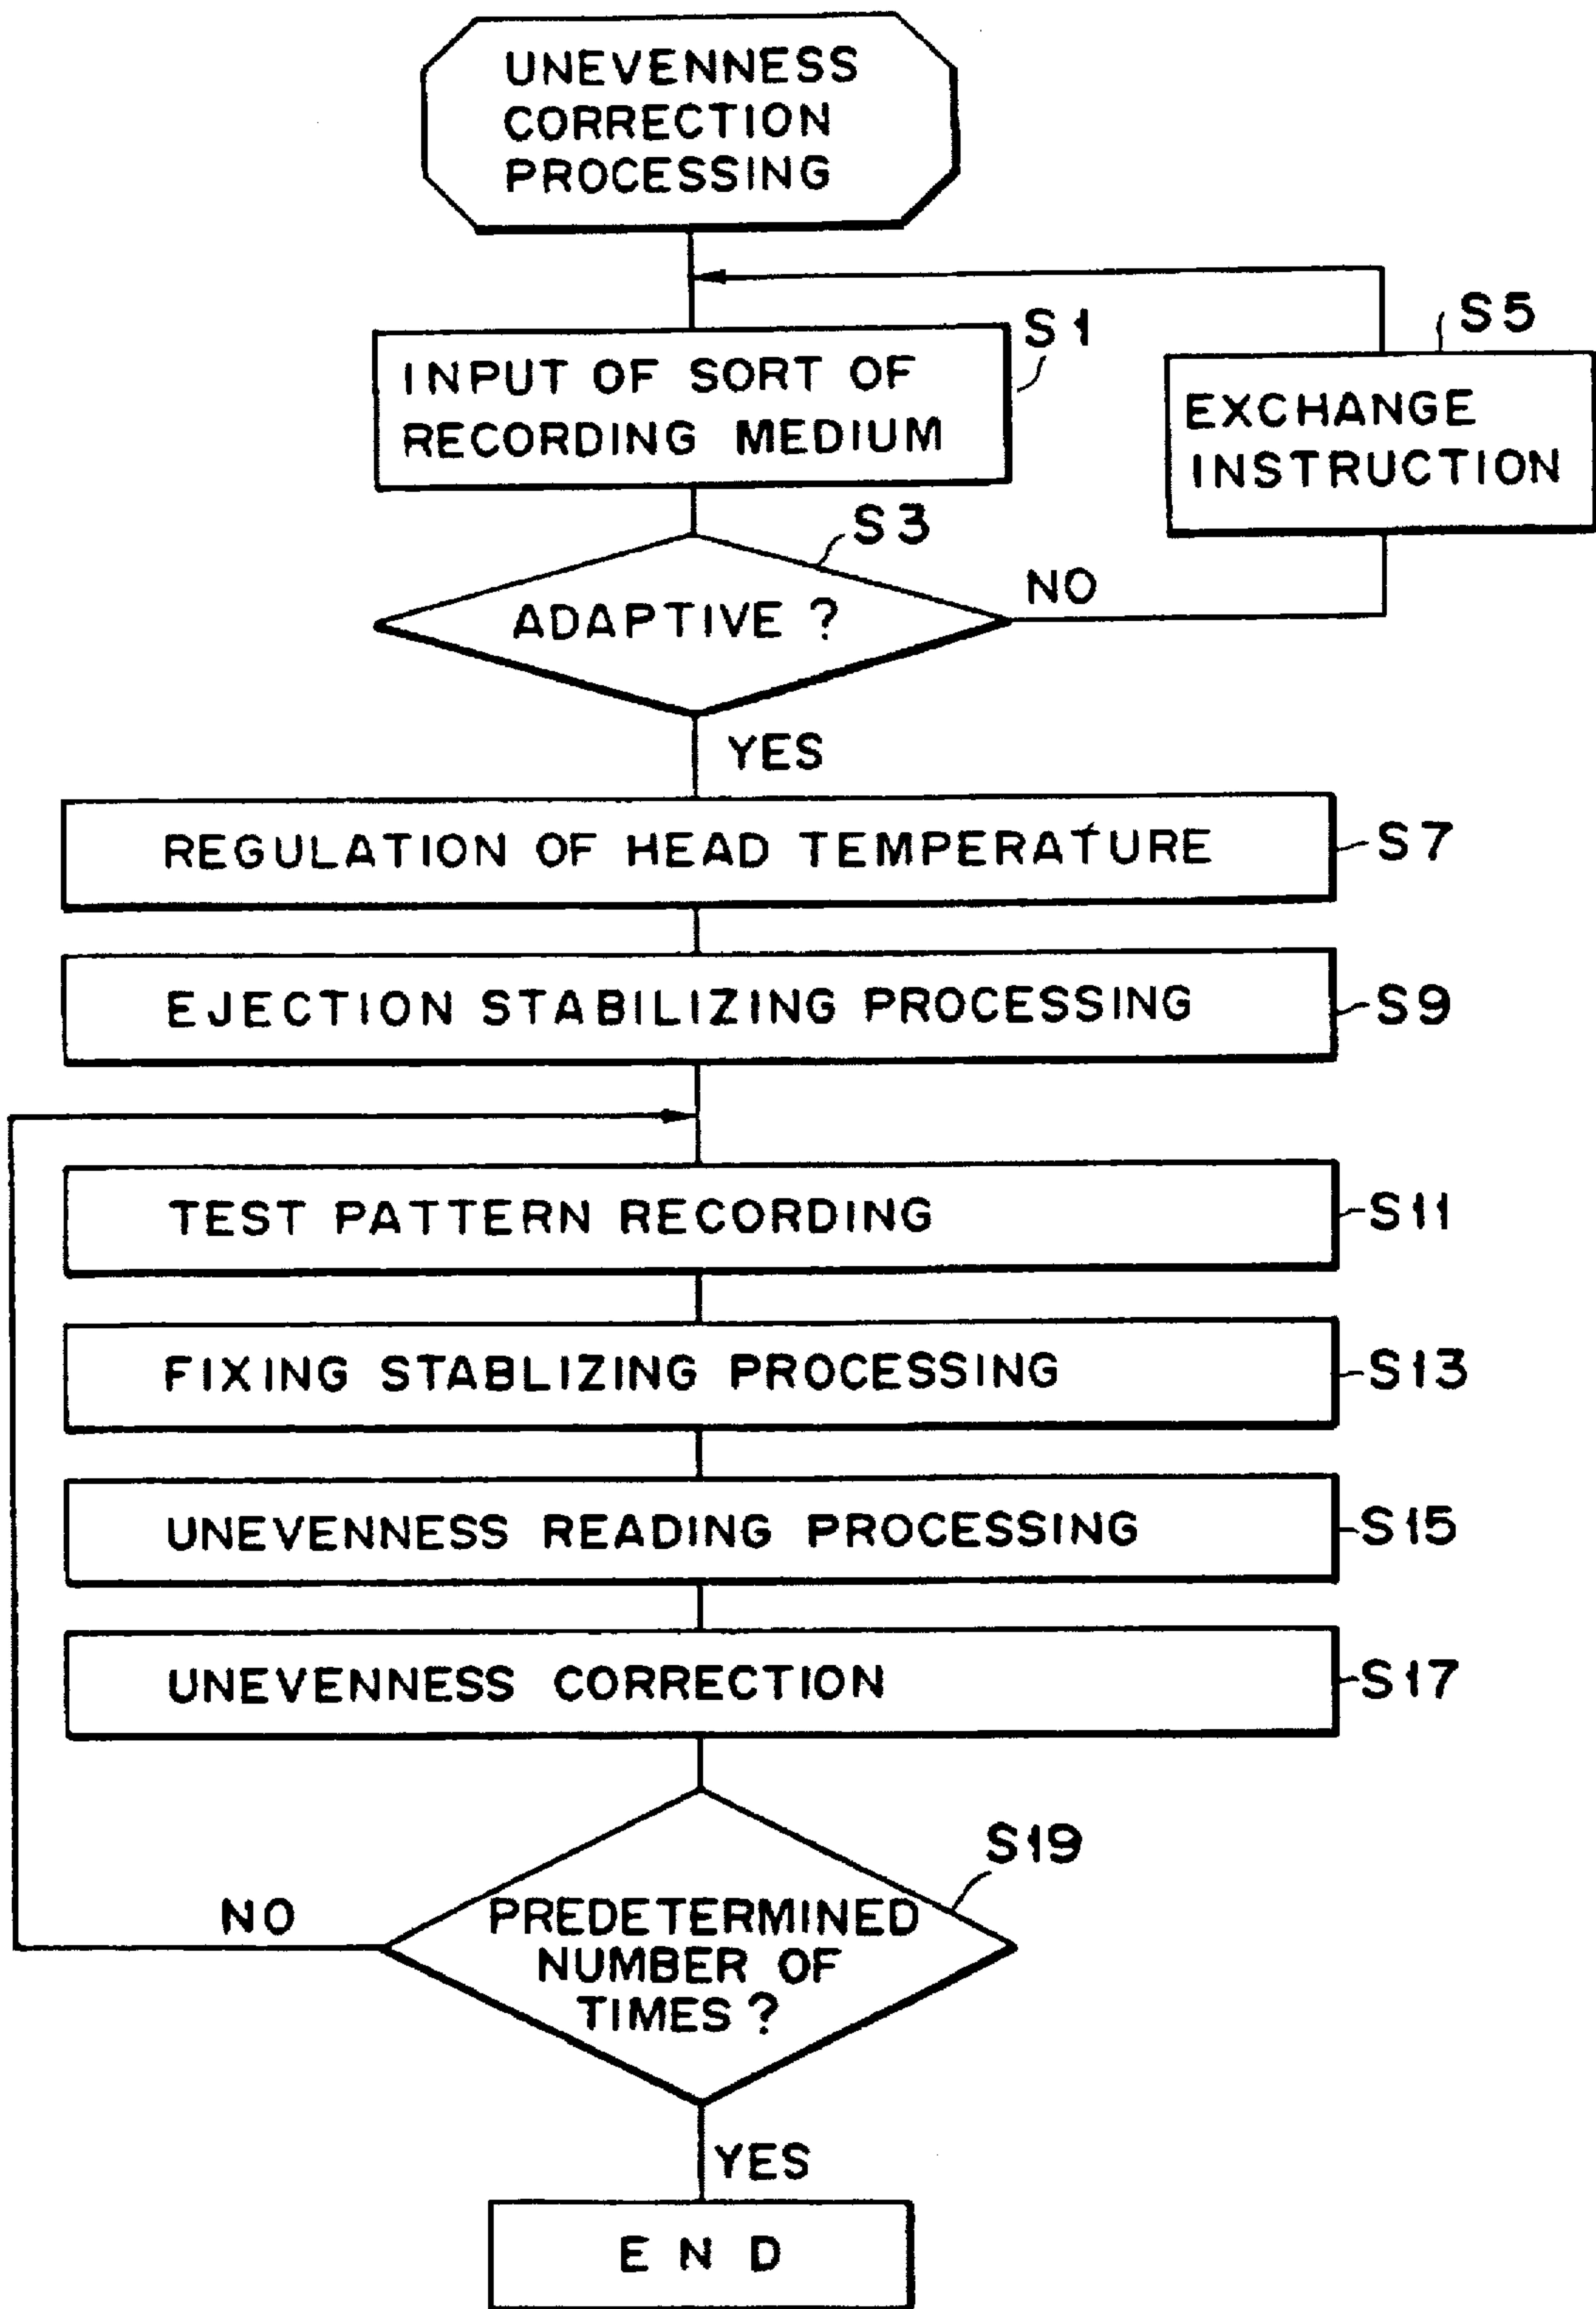 UNEVENNESS
CORRECTION
PROCESSING
S1
INPUT OF SORT OF
RECORDING MEDIUM
S5
EXCHANGE
INSTRUCTION
S3
ADAPTIVE ?
NO
YES
REGULATION OF HEAD TEMPERATURE
S7
EJECTION STABILIZING PROCESSING
S9
TEST PATTERN RECORDING
S11
FIXING STABLIZING PROCESSING
S13
UNEVENNESS READING PROCESSING
S15
UNEVENNESS CORRECTION
S17
S19
NO
PREDETERMINED
NUMBER OF
TIMES ?
YES
END